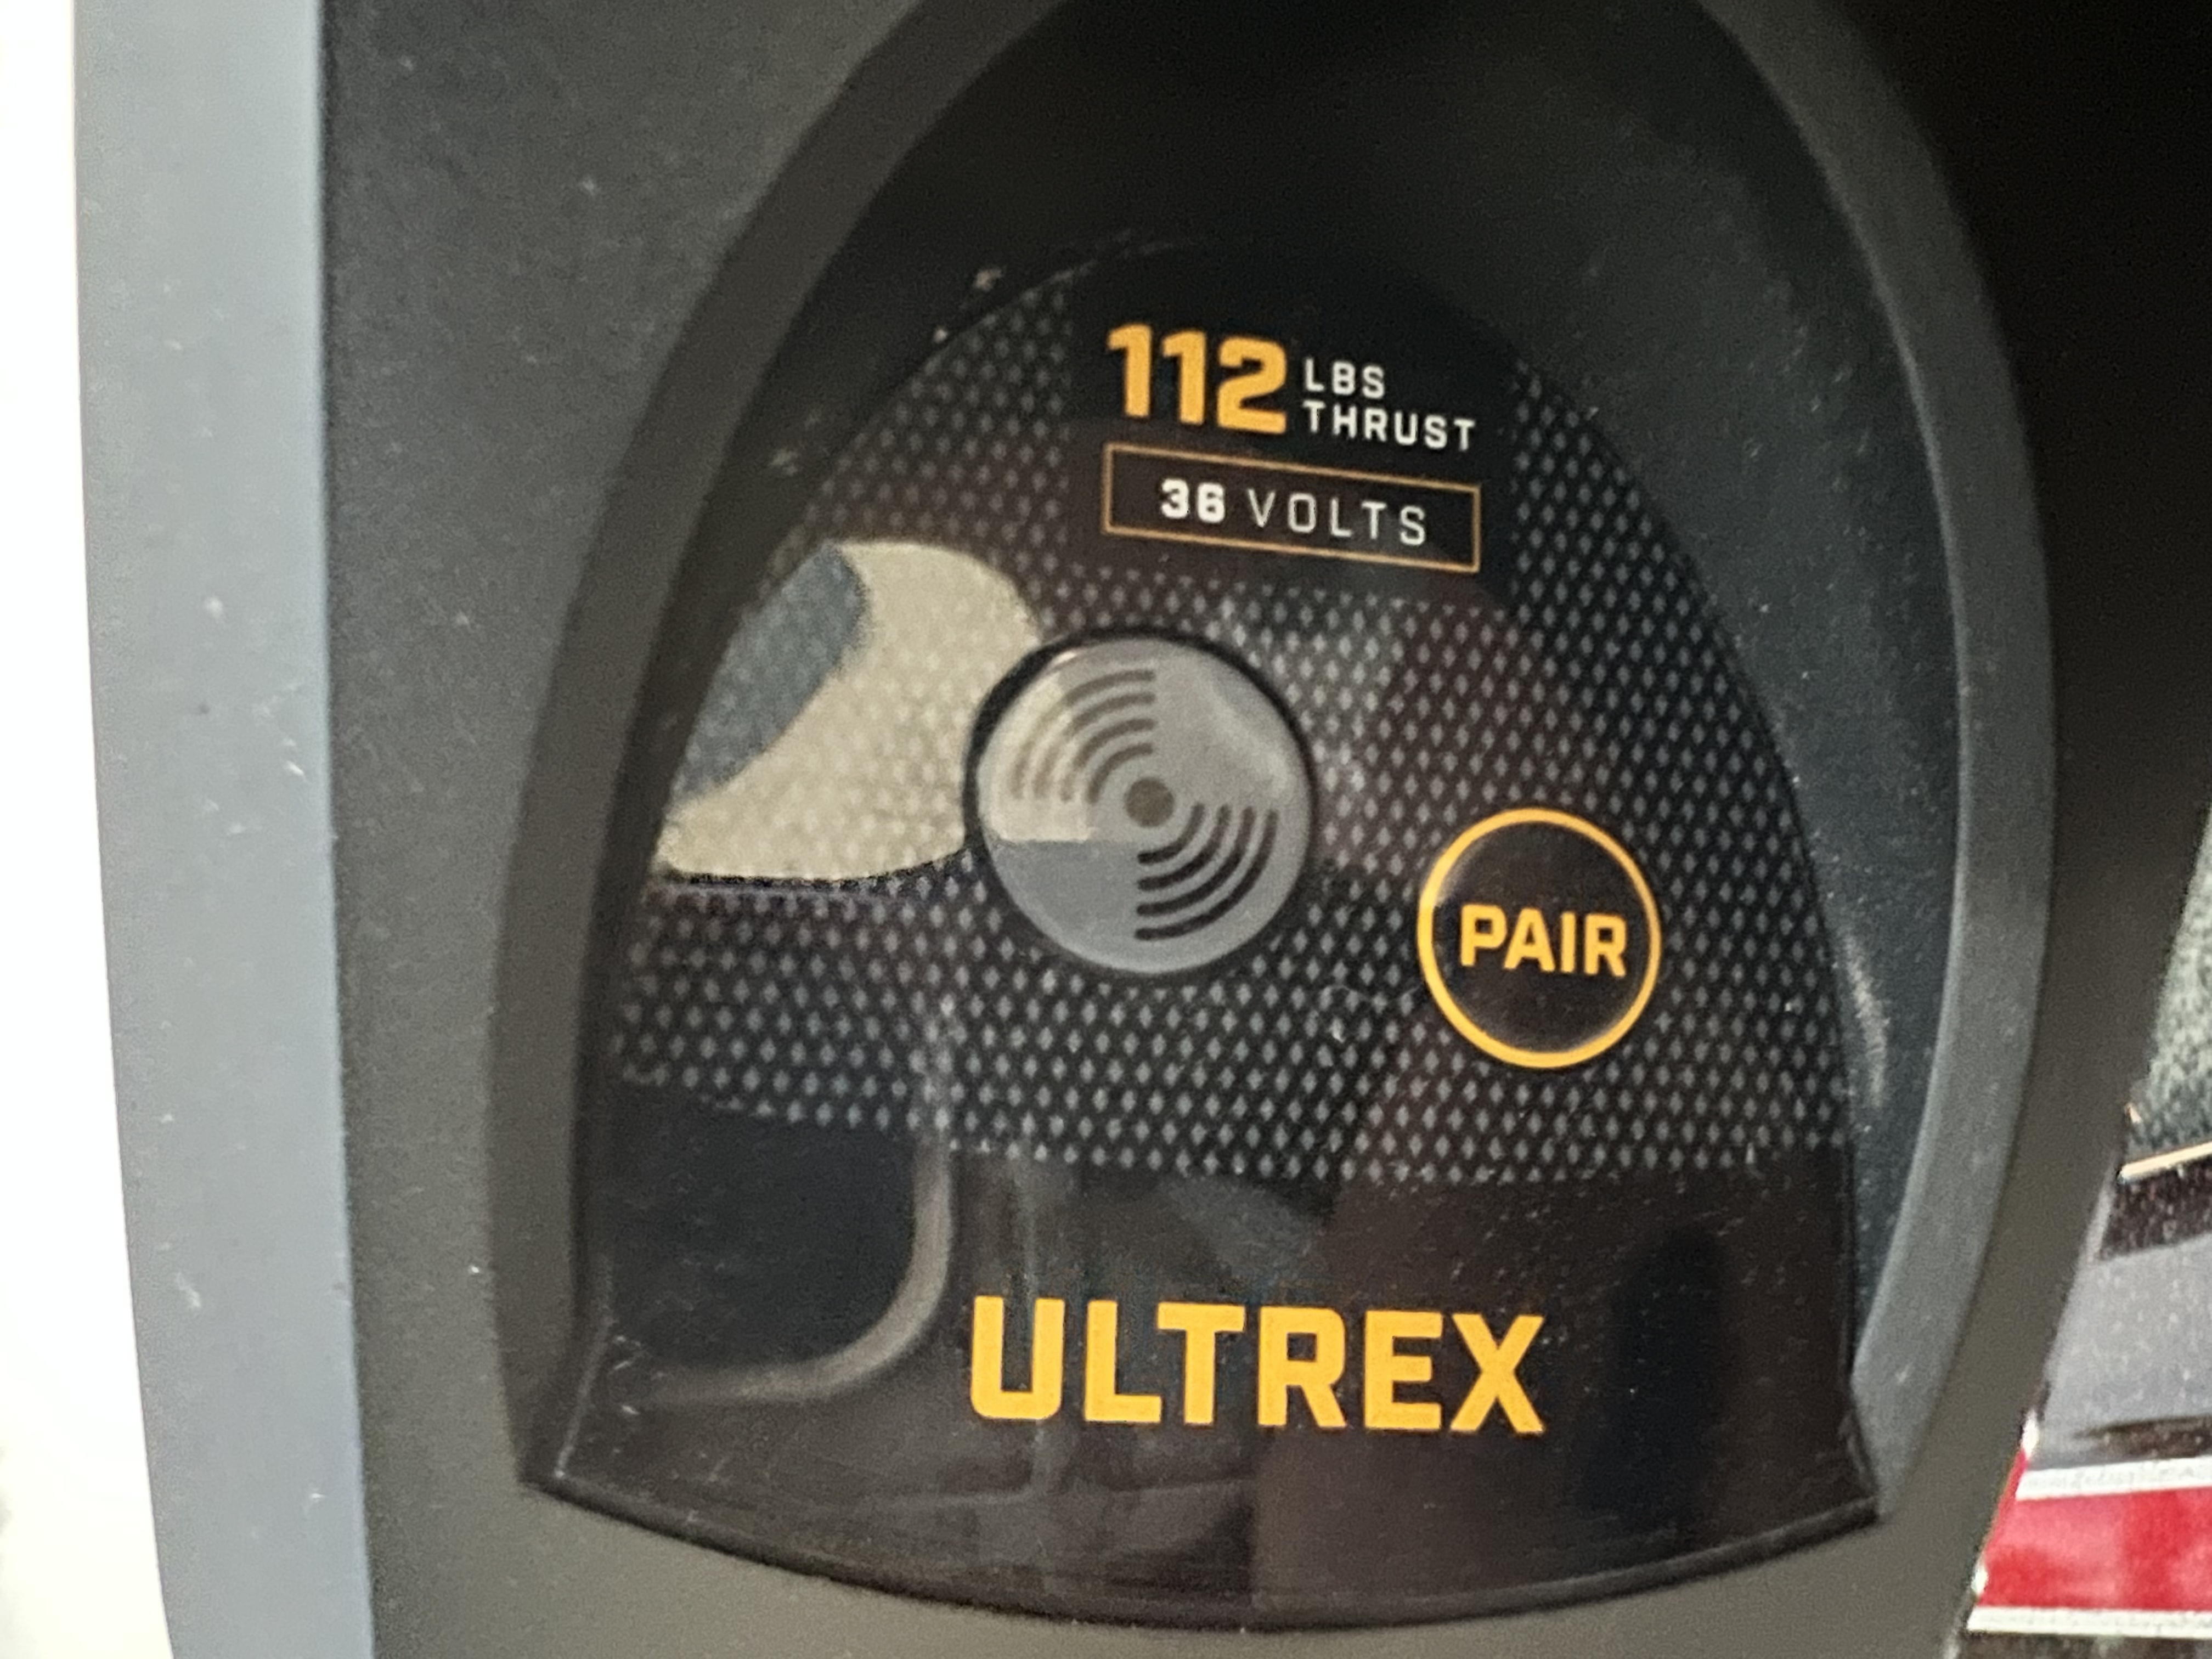 112 LBS
THRUST
36 VOLTS
PAIR
ULTREX